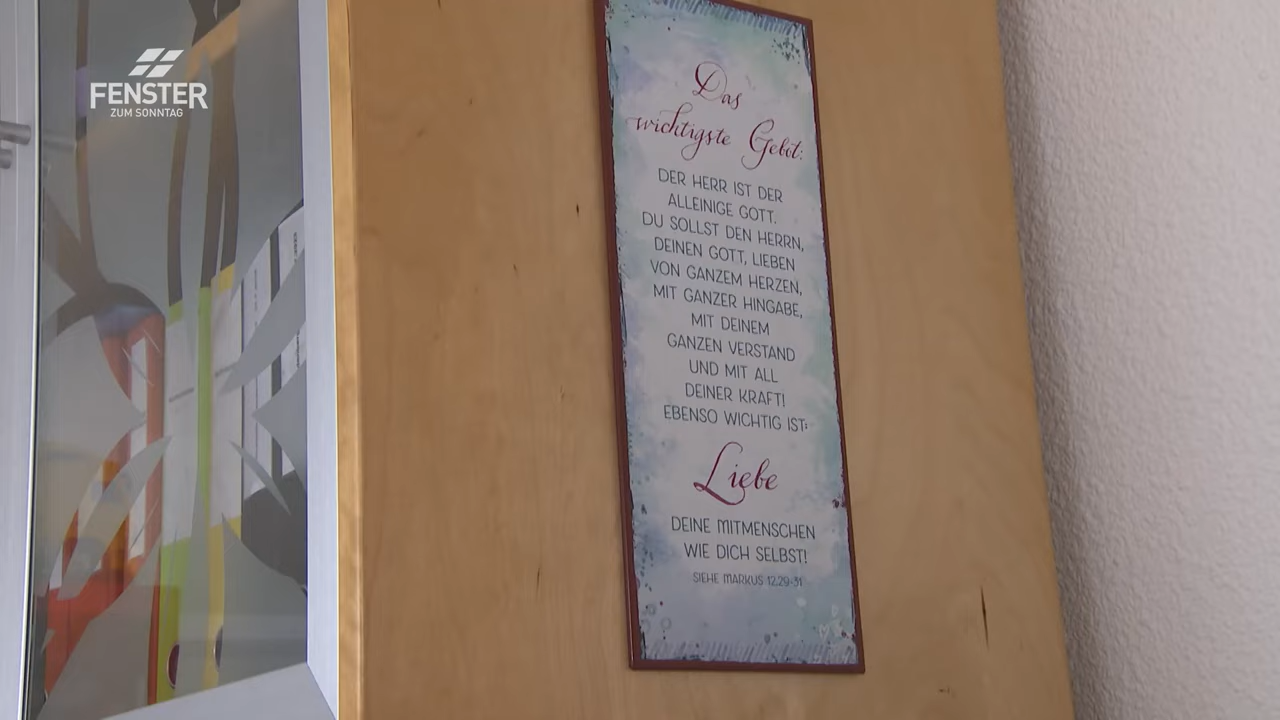 FENSTER
ZUM SONNTAG
Das
wichtigste Gebot:
DER HERR IST DER
ALLEINIGE GOTT.
DU SOLLST DEN HERRN,
DEINEN GOTT, LIEBEN
VON GANZEM HERZEN,
MIT GANZER HINGABE,
MIT DEINEM
GANZEN VERSTAND
UND MIT ALL
DEINER KRAFT!
EBENSO WICHTIG IST:
Liebe
DEINE MITMENSCHEN
WIE DICH SELBST!
SIEHE MARKUS 12,29-31